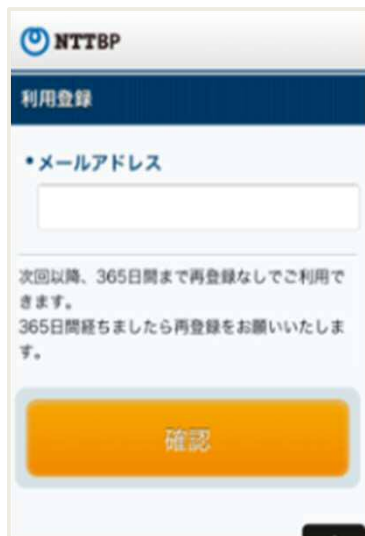 NTTBP
利用登録
•メールアドレス
次回以降、365日間まで再登録なしでご利用で
きます。
365日間経ちましたら再登録をお願いいたしま
す。
確認